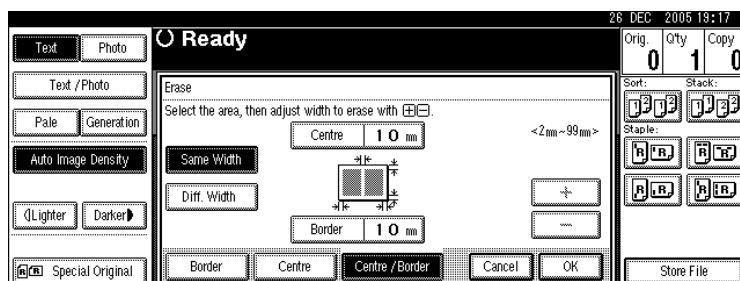 26 DEC 2005 19:17
Text Photo
Ready
Orig. Q'ty Copy
0 1 0
Text / Photo
Erase
Sort: Stack:
Select the area, then adjust width to erase with ⊞⊟.
Pale Generation
Centre 10 mm
<2mm~99mm>
Staple:
Auto Image Density
Same Width
Diff. Width
+
Lighter Darker
Border 10 mm
-
Special Original
Border Centre Centre / Border Cancel OK
Store File